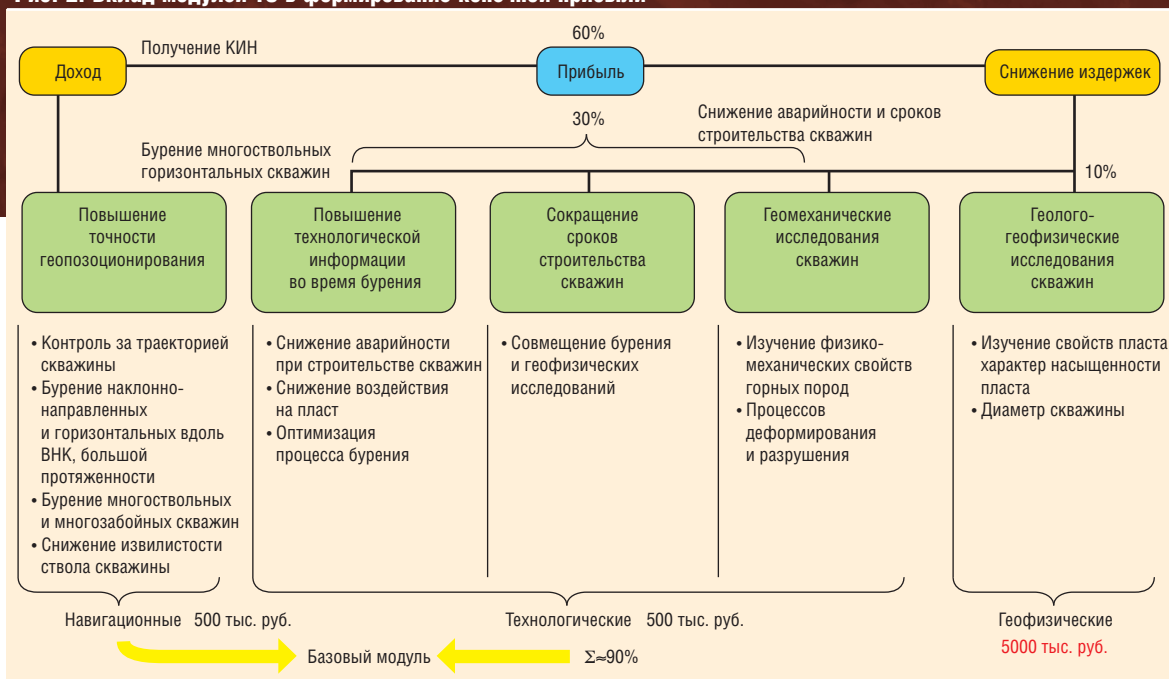 60%
Получение КИН
Доход
Прибыль
Снижение издержек
30%
Снижение аварийности и сроков
строительства скважин
Бурение многоствольных
горизонтальных скважин
10%
Повышение
точности
геопозоционирования
Повышение
технологической
информации
во время бурения
Сокращение
сроков
строительства
скважин
Геомеханические
исследования
скважин
Геолого-
геофизические
исследования
скважин
• Контроль за траекторией
скважины
• Бурение наклонно-
направленных
и горизонтальных вдоль
ВНК, большой
протяженности
• Бурение многоствольных
и многозабойных скважин
• Снижение извилистости
ствола скважины
• Снижение аварийности
при строительстве скважин
• Снижение воздействия
на пласт
• Оптимизация
процесса бурения
• Совмещение бурения
и геофизических
исследований
• Изучение физико-
механических свойств
горных пород
• Процессов
деформирования
и разрушения
• Изучение свойств пласта
характер насыщенности
пласта
• Диаметр скважины
Навигационные 500 тыс. руб.
Технологические 500 тыс. руб.
Геофизические
5000 тыс. руб.
Базовый модуль
Σ≈90%